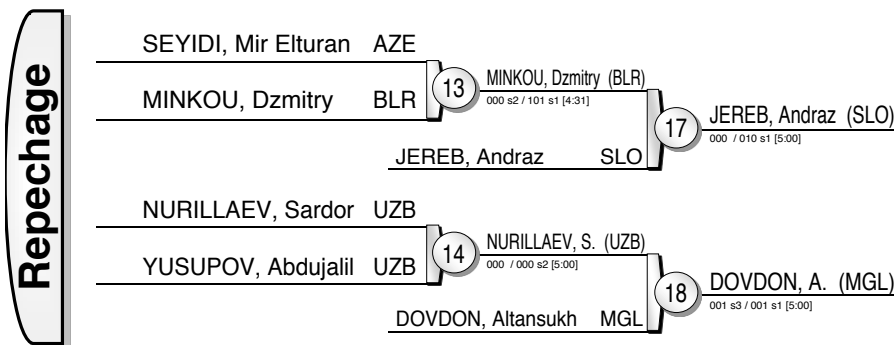 Repechage
SEYIDI, Mir Elturan AZE
MINKOU, Dzmitry BLR
13
MINKOU, Dzmitry (BLR)
000 s2 / 101 s1 [4:31]
JEREB, Andraz SLO
17
JEREB, Andraz (SLO)
000 / 010 s1 [5:00]
NURILLAEV, Sardor UZB
YUSUPOV, Abdujalil UZB
14
NURILLAEV, S. (UZB)
000 / 000 s2 [5:00]
DOVDON, Altansukh MGL
18
DOVDON, A. (MGL)
001 s3 / 001 s1 [5:00]